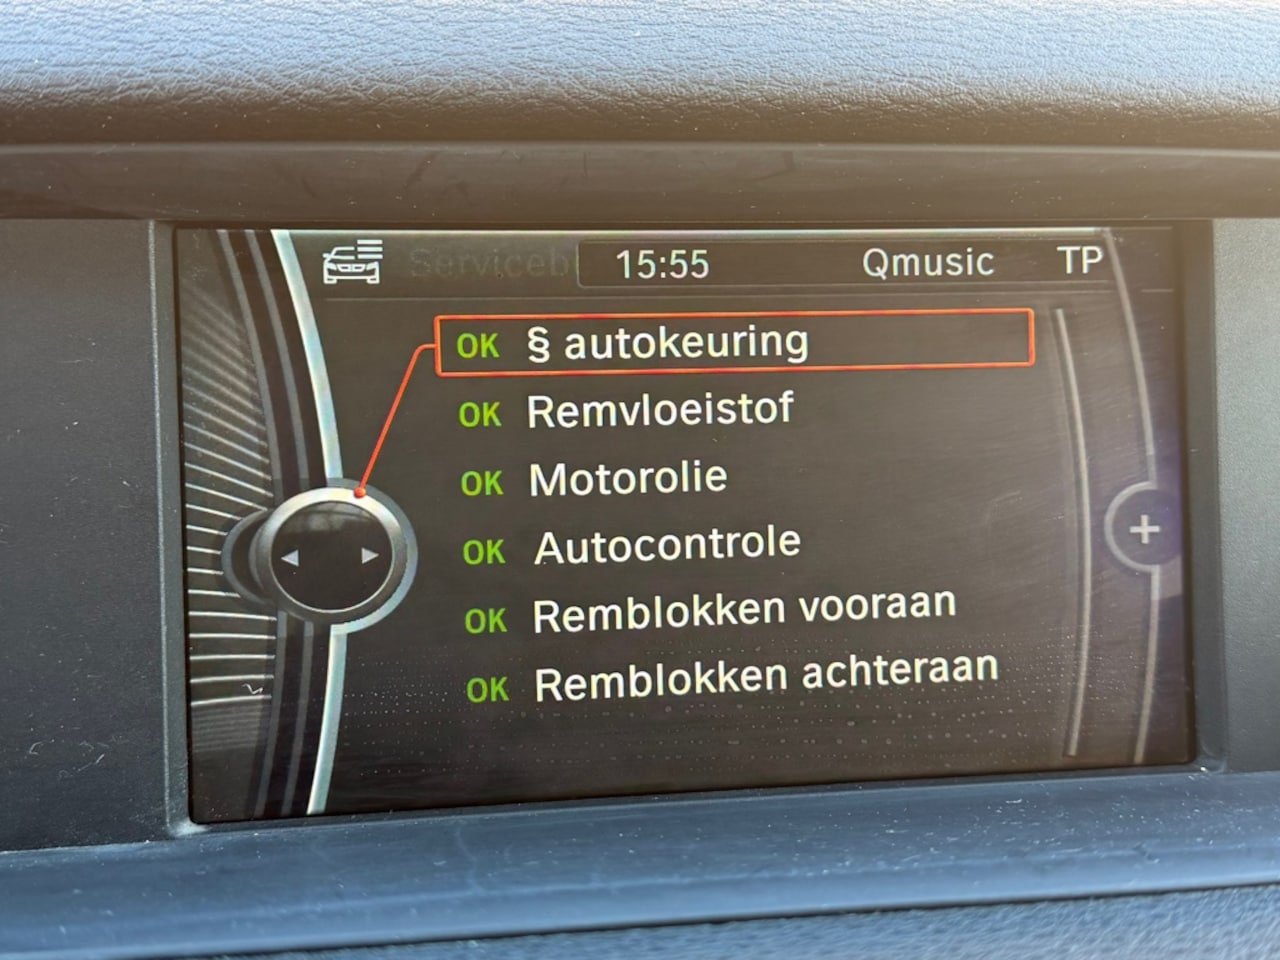 15:55 Qmusic TP
OK § autokeuring
OK Remvloeistof
OK Motorolie
OK Autocontrole
OK Remblokken vooraan
OK Remblokken achteraan